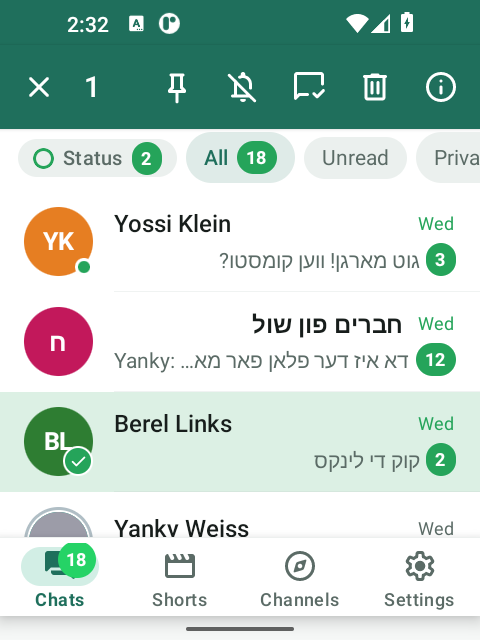 2:32
1
Status 2
All 18
Unread
Priva
Yossi Klein
Wed
גוט מארגן! ווען קומסטו?
3
YK
חברים פון שול
Wed
Yanky: דא איז דער פלאן פאר מא...
12
ח
Berel Links
Wed
קוק די לינקס
2
BL
Yanky Weiss
Wed
18
Chats
Shorts
Channels
Settings